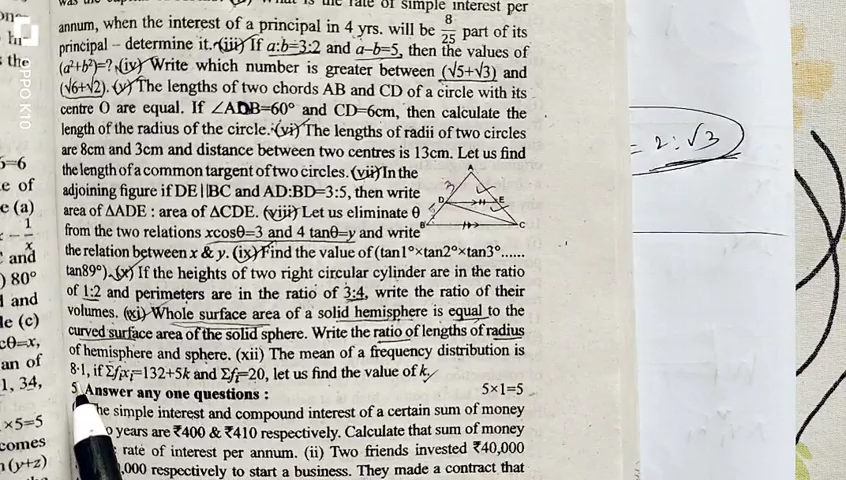 was the rate of simple interest per
annum, when the interest of a principal in 4 yrs. will be 8/25 part of its
principal – determine it. (iii) If a:b=3:2 and a–b=5, then the values of
(a²+b²)=? (iv) Write which number is greater between (√5+√3) and
(√6+√2). (v) The lengths of two chords AB and CD of a circle with its
centre O are equal. If ∠AOB=60° and CD=6cm, then calculate the
length of the radius of the circle. (vi) The lengths of radii of two circles
are 8cm and 3cm and distance between two centres is 13cm. Let us find
the length of a common targent of two circles. (vii) In the
adjoining figure if DE||BC and AD:BD=3:5, then write
area of ΔADE : area of ΔCDE. (viii) Let us eliminate θ
from the two relations xcosθ=3 and 4 tanθ=y and write
the relation between x & y. (ix) Find the value of (tan1°×tan2°×tan3°......
tan89°). (x) If the heights of two right circular cylinder are in the ratio
of 1:2 and perimeters are in the ratio of 3:4, write the ratio of their
volumes. (xi) Whole surface area of a solid hemisphere is equal to the
curved surface area of the solid sphere. Write the ratio of lengths of radius
of hemisphere and sphere. (xii) The mean of a frequency distribution is
8·1, if Σfᵢxᵢ=132+5k and Σfᵢ=20, let us find the value of k.
5. Answer any one questions : 5×1=5
simple interest and compound interest of a certain sum of money
years are ₹400 & ₹410 respectively. Calculate that sum of money
rate of interest per annum. (ii) Two friends invested ₹40,000
,000 respectively to start a business. They made a contract that
A
3
D
E
B
C
= 2:√3
OPPO K10
the
5=6
e of
e (a)
- 1/x
and
) 80°
and
le (c)
cθ=x,
an of
1, 34,
×5=5
comes
(y+z)